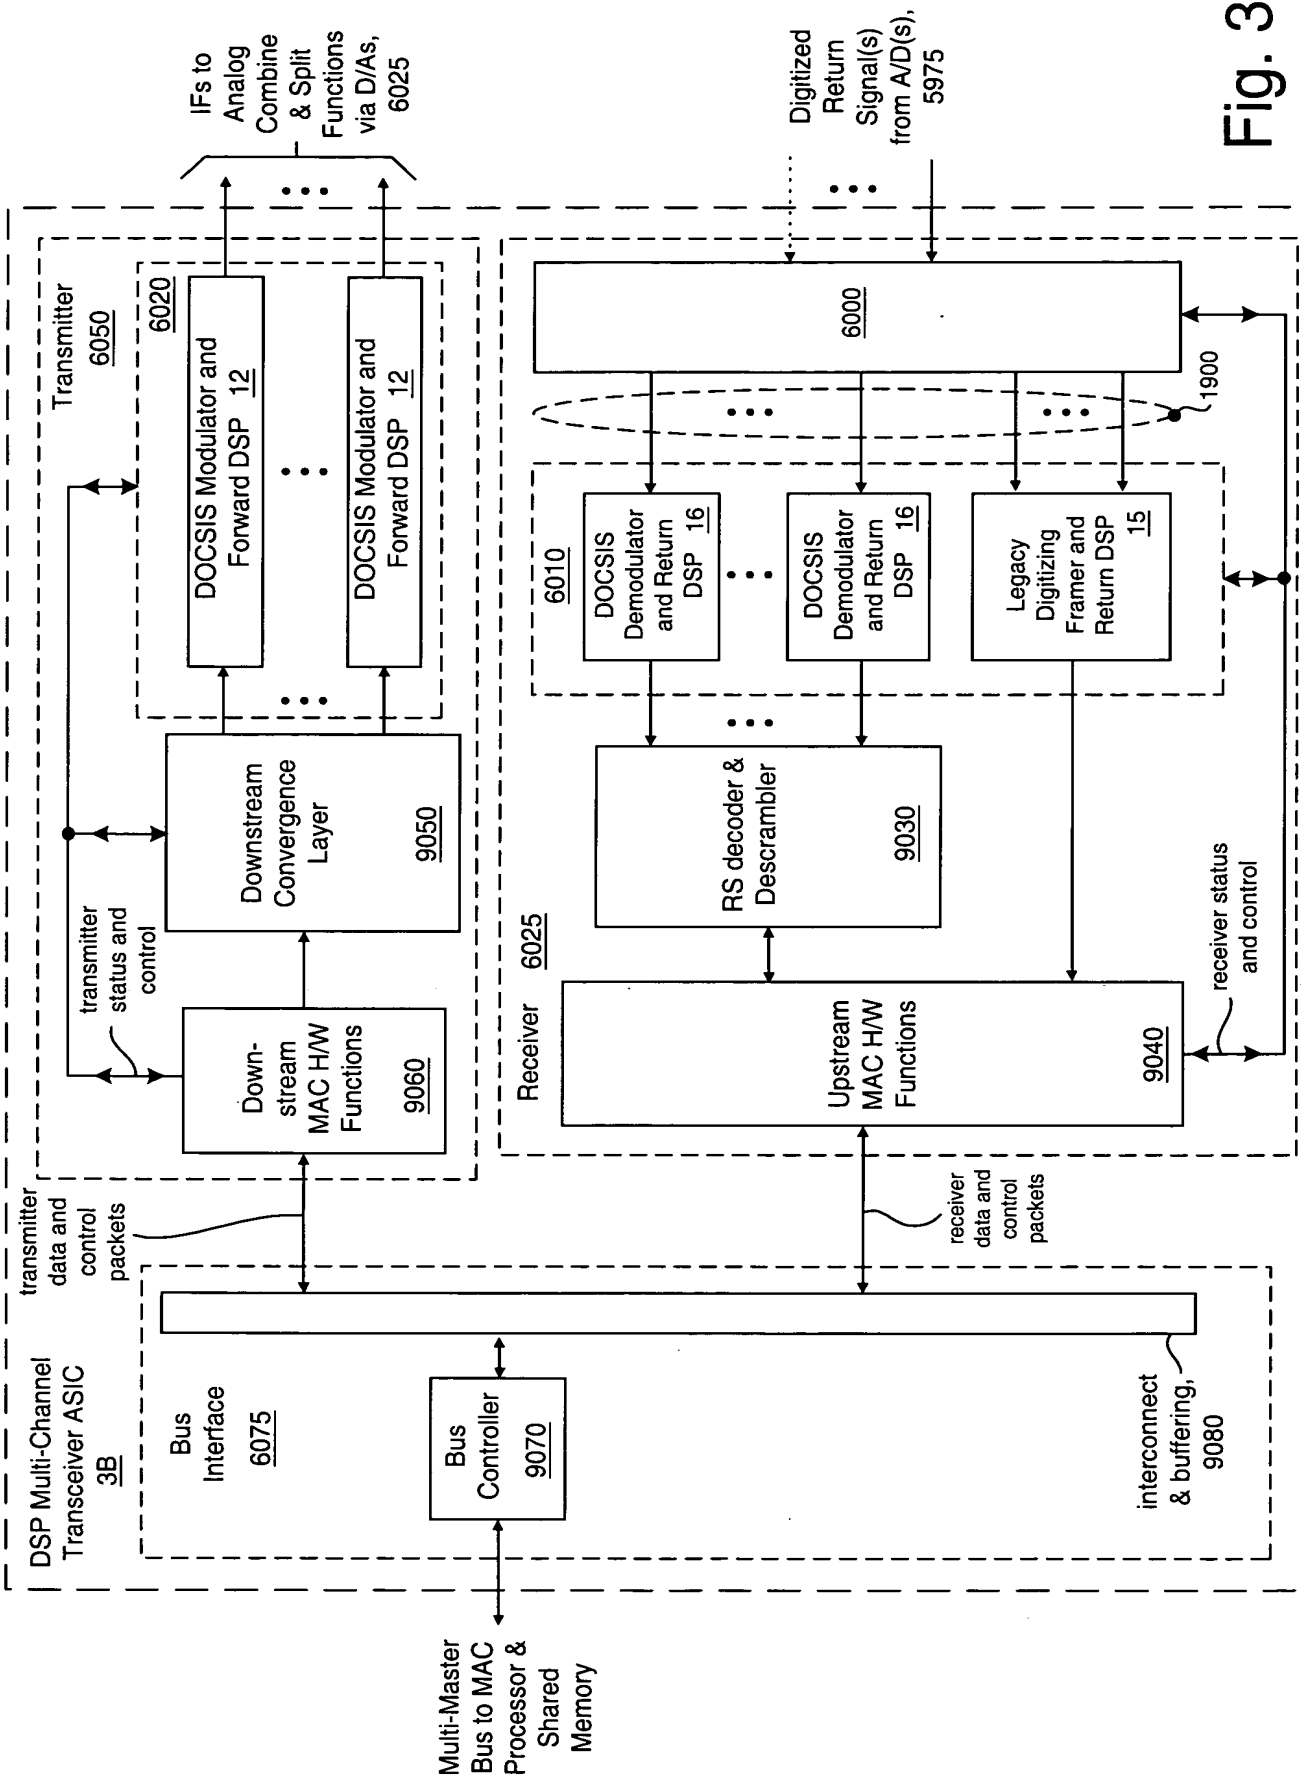 DSP Multi-Channel
Transceiver ASIC
3B
Multi-Master
Bus to MAC
Processor &
Shared
Memory
Bus
Interface
6075
Bus
Controller
9070
interconnect
& buffering,
9080
transmitter
data and
control
packets
receiver
data and
control
packets
Transmitter
6050
transmitter
status and
control
Down-
stream
MAC H/W
Functions
9060
Downstream
Convergence
Layer
9050
6020
DOCSIS Modulator and
Forward DSP 12
DOCSIS Modulator and
Forward DSP 12
IFs to
Analog
Combine
& Split
Functions
via D/As,
6025
Receiver
6025
Upstream
MAC H/W
Functions
9040
receiver status
and control
RS decoder &
Descrambler
9030
6010
DOCSIS
Demodulator
and Return
DSP 16
DOCSIS
Demodulator
and Return
DSP 16
Legacy
Digitizing
Framer and
Return DSP
15
1900
6000
Digitized
Return
Signal(s)
from A/D(s),
5975
Fig. 3